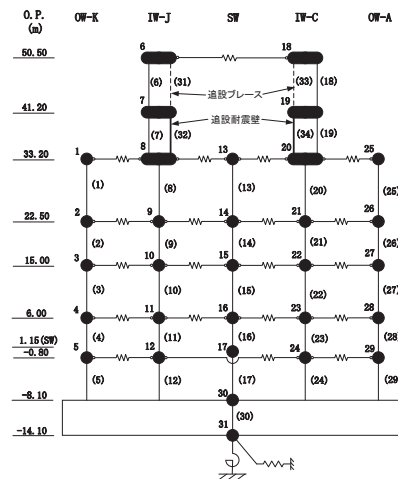 O.P. OW-K IW-J SW IW-C OW-A
(m)
50.50 6 18
(6) (31) (33) (18)
追設ブレース
41.20 7 19
追設耐震壁
(7) (32) (34) (19)
33.20 1 8 13 20 25
(1) (8) (13) (20) (25)
22.50 2 9 14 21 26
(2) (9) (14) (21) (26)
15.00 3 10 15 22 27
(3) (10) (15) (22) (27)
6.00 4 11 16 23 28
1.15(SW) (4) (11) (16) (23) (28)
-0.80 5 12 17 24 29
(5) (12) (17) (24) (29
-8.10 30
(30)
-14.10 31